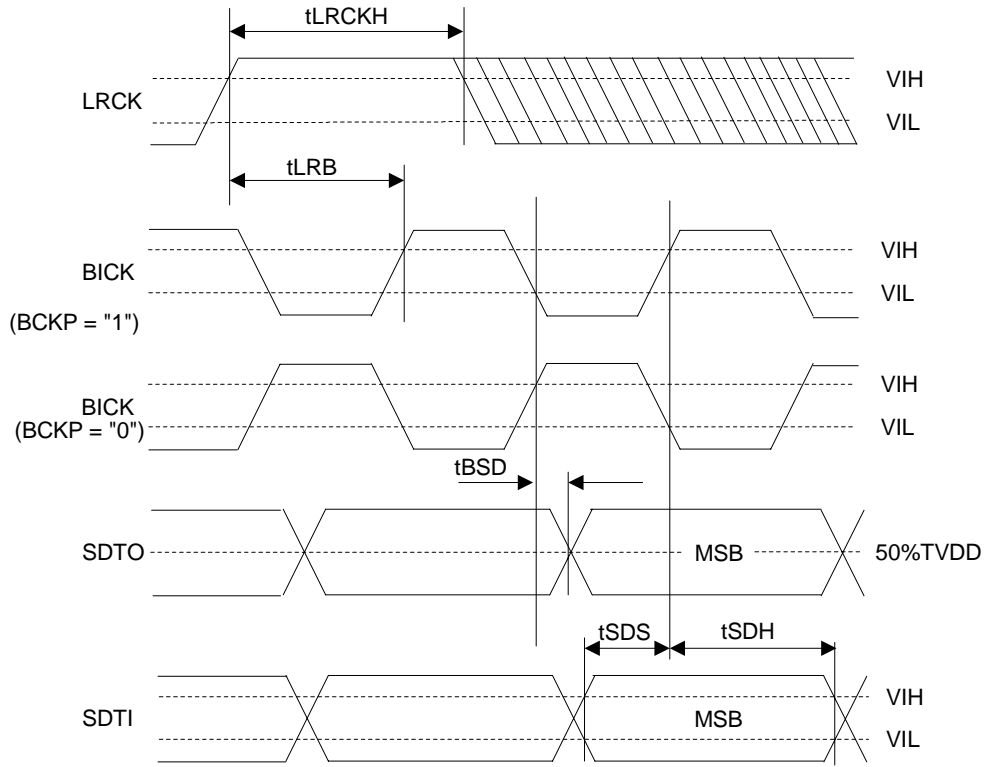 tLRCKH
LRCK
VIH
VIL
tLRB
BICK
(BCKP = "1")
VIH
VIL
BICK
(BCKP = "0")
VIH
VIL
tBSD
SDTO
MSB
50%TVDD
tSDS
tSDH
SDTI
MSB
VIH
VIL